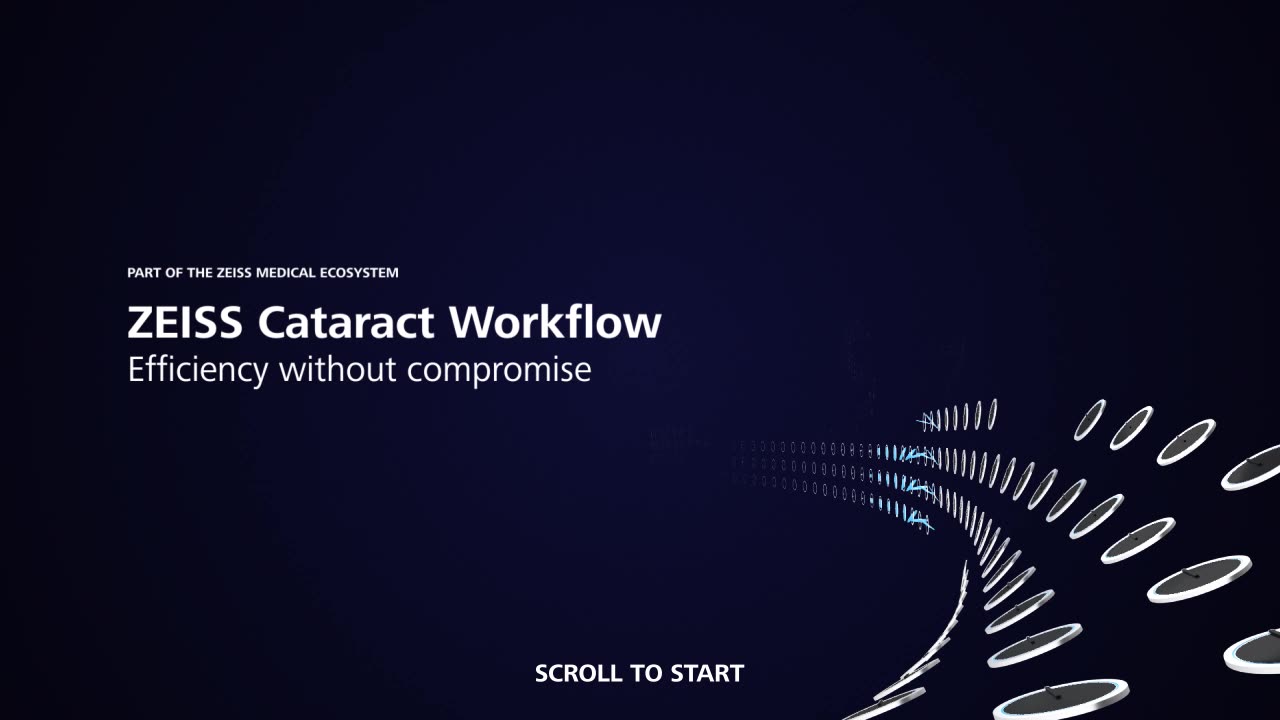 PART OF THE ZEISS MEDICAL ECOSYSTEM
ZEISS Cataract Workflow
Efficiency without compromise
SCROLL TO START